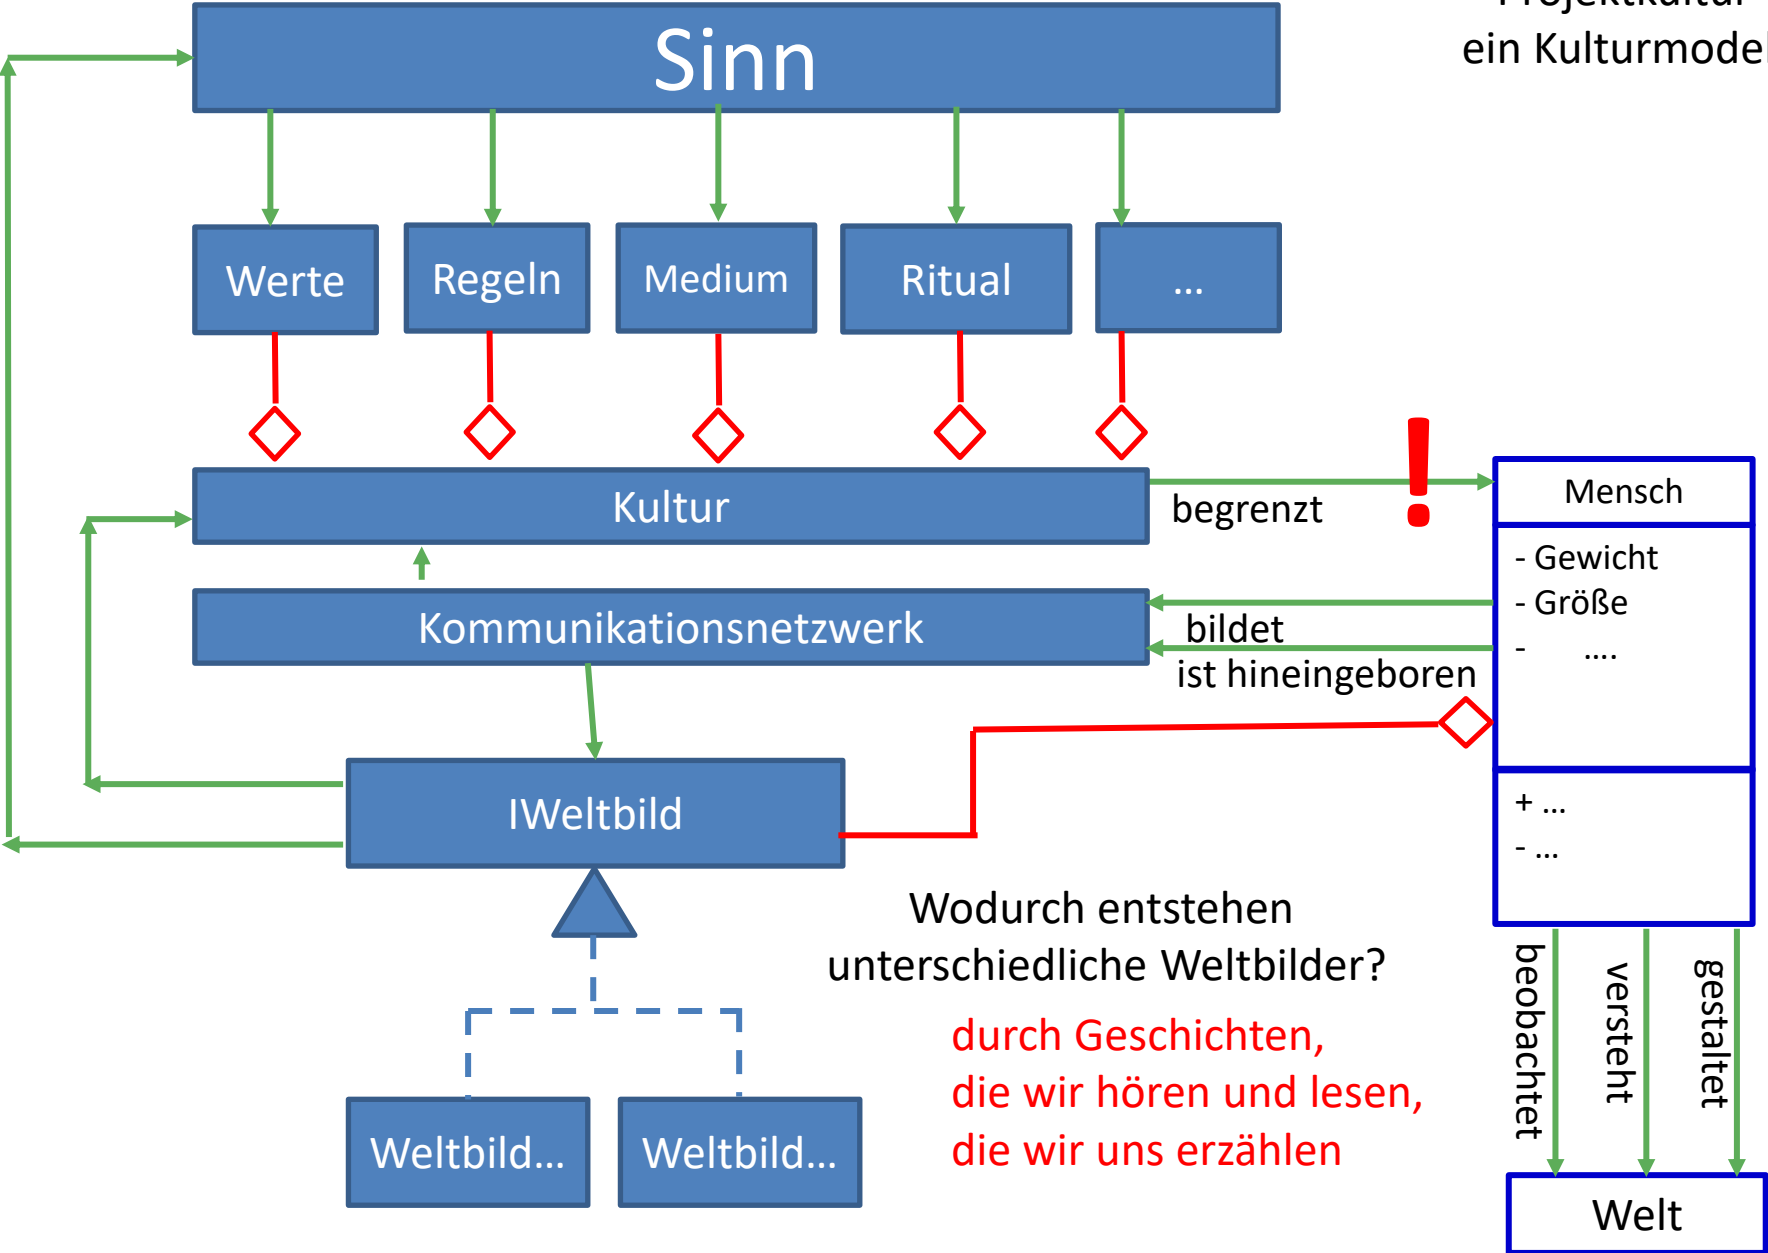 Projektkultur
ein Kulturmodel
Sinn
Werte
Regeln
Medium
Ritual
...
Kultur
begrenzt
!
Mensch
- Gewicht
- Größe
- ....
+ ...
- ...
Kommunikationsnetzwerk
bildet
ist hineingeboren
IWeltbild
Wodurch entstehen
unterschiedliche Weltbilder?
durch Geschichten,
die wir hören und lesen,
die wir uns erzählen
Weltbild...
Weltbild...
beobachtet
versteht
gestaltet
Welt